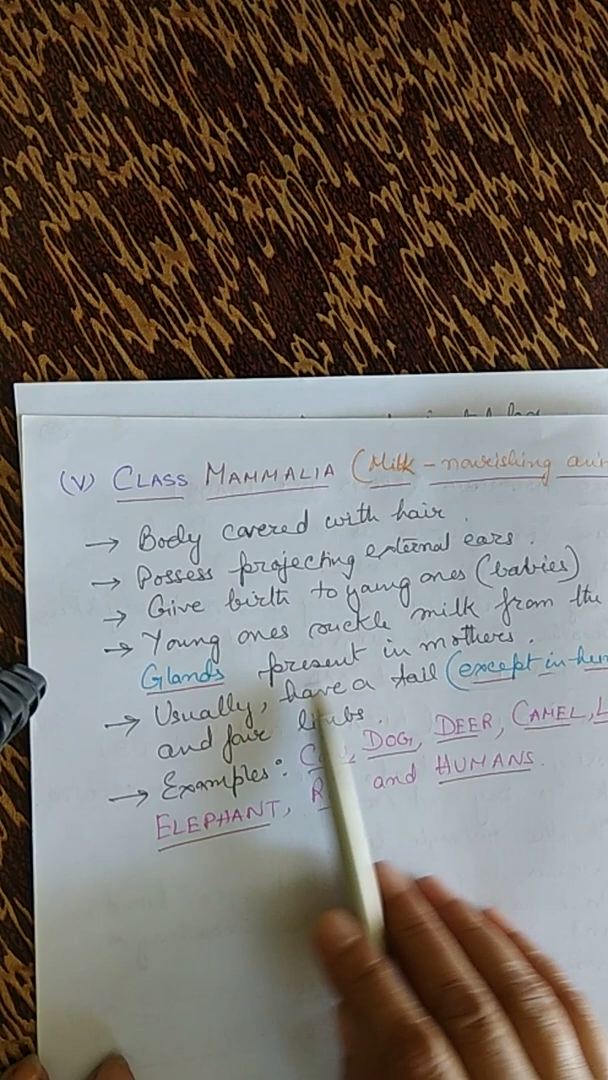 (V) CLASS MAMMALIA (Milk - nourishing
→ Body covered with hair.
→ Possess projecting external ears.
→ Give birth to young ones (babies)
→ Young ones suckle milk from the
Glands present in mothers.
→ Usually, have a tail (except in
and four limbs.
→ Examples: DOG, DEER, CAMEL,
ELEPHANT, and HUMANS.